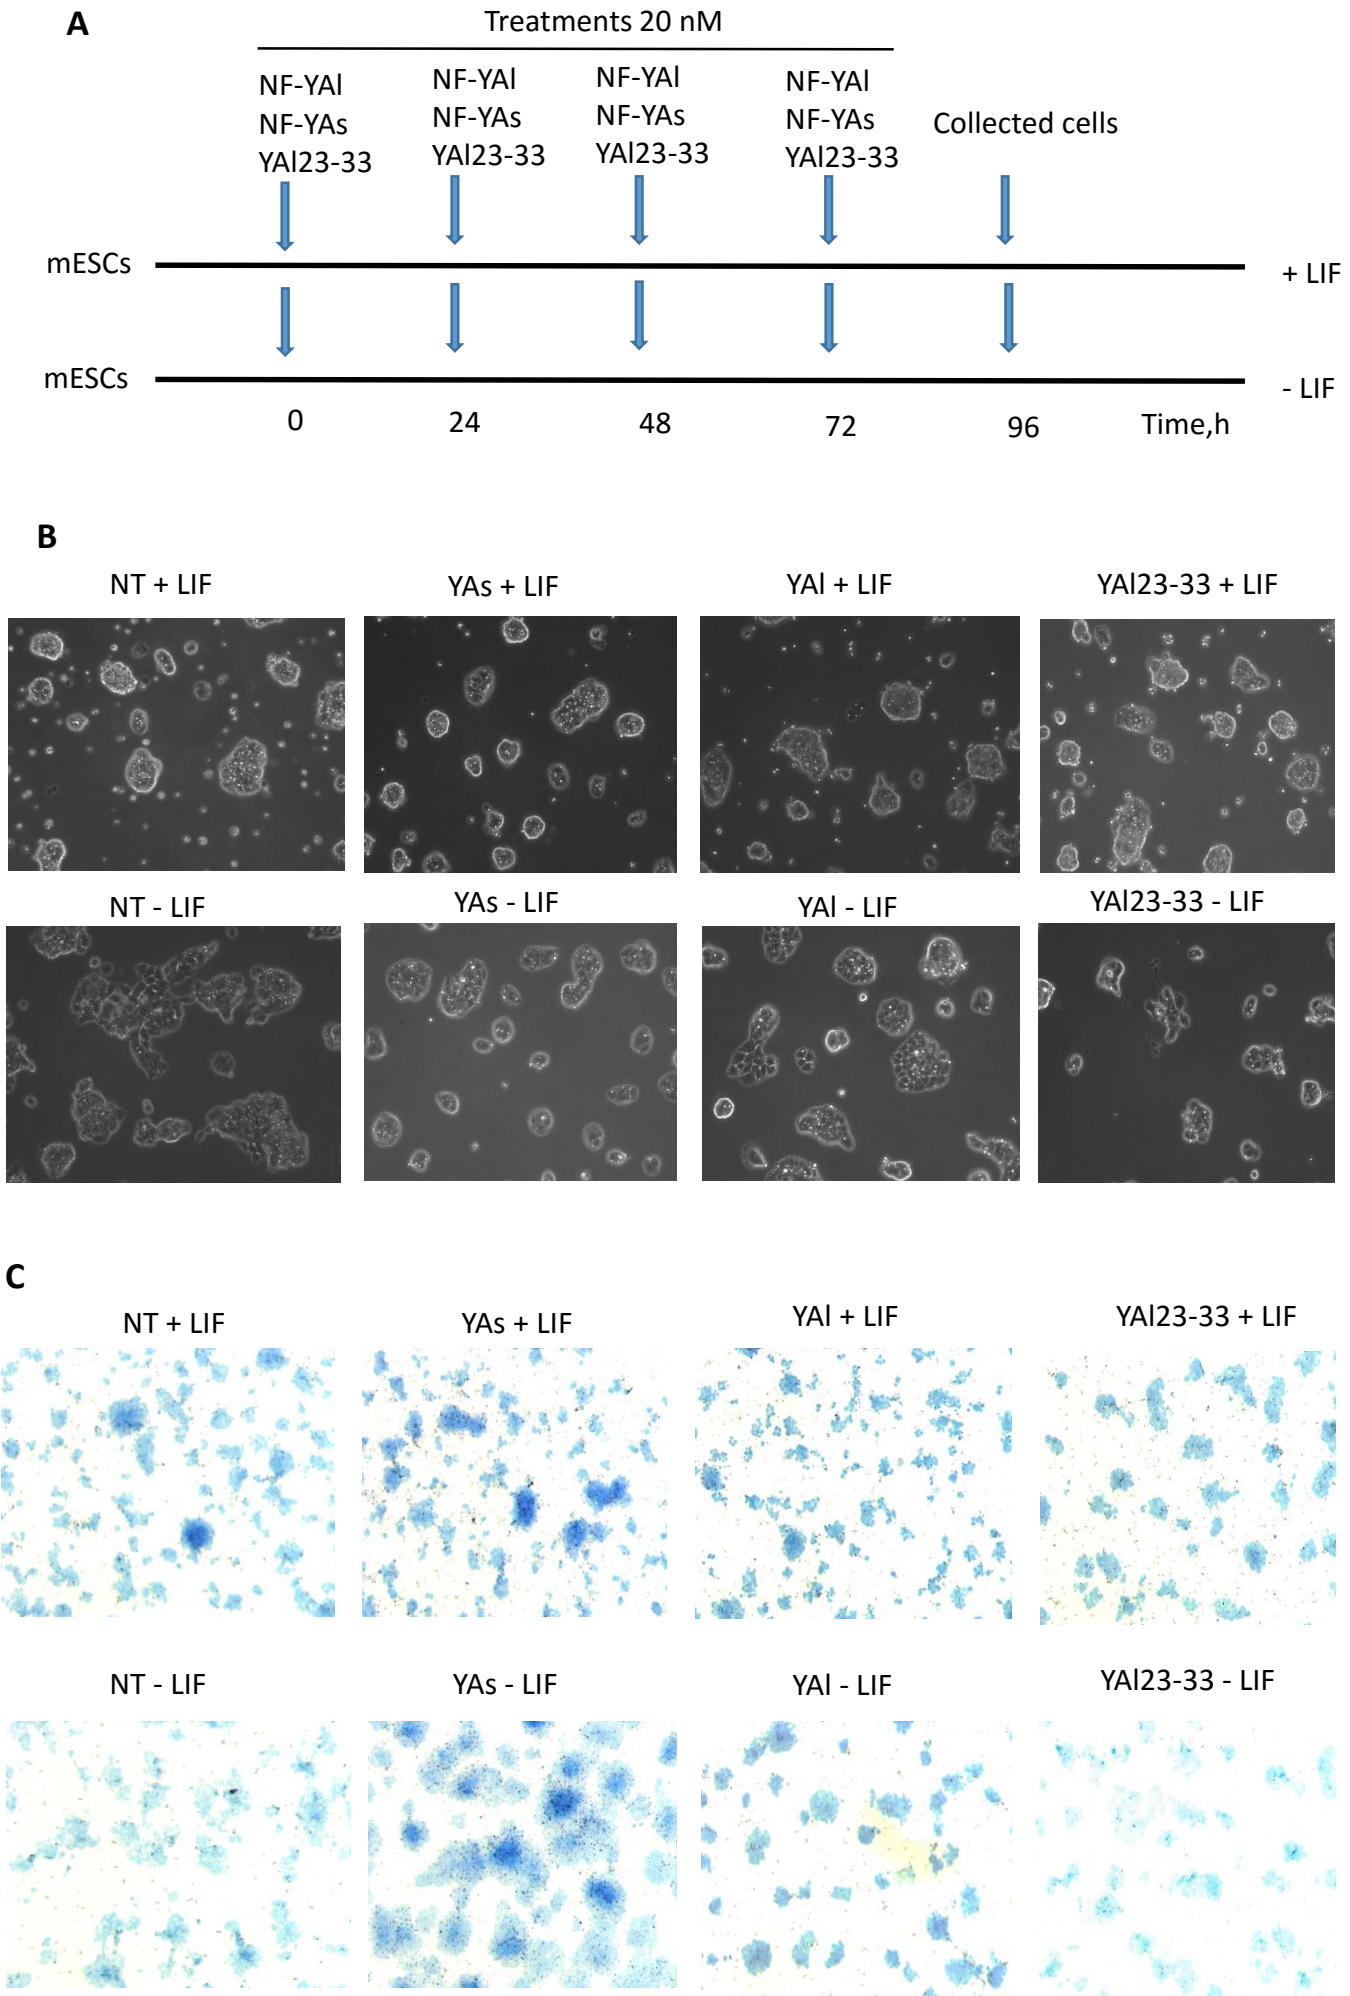 A
Treatments 20 nM
NF-YAl NF-YAl NF-YAl NF-YAl
NF-YAs NF-YAs NF-YAs NF-YAs Collected cells
YAl23-33 YAl23-33 YAl23-33 YAl23-33
mESCs + LIF
mESCs - LIF
0 24 48 72 96 Time,h
B
NT + LIF YAs + LIF YAl + LIF YAl23-33 + LIF
NT - LIF YAs - LIF YAl - LIF YAl23-33 - LIF
C
NT + LIF YAs + LIF YAl + LIF YAl23-33 + LIF
NT - LIF YAs - LIF YAl - LIF YAl23-33 - LIF